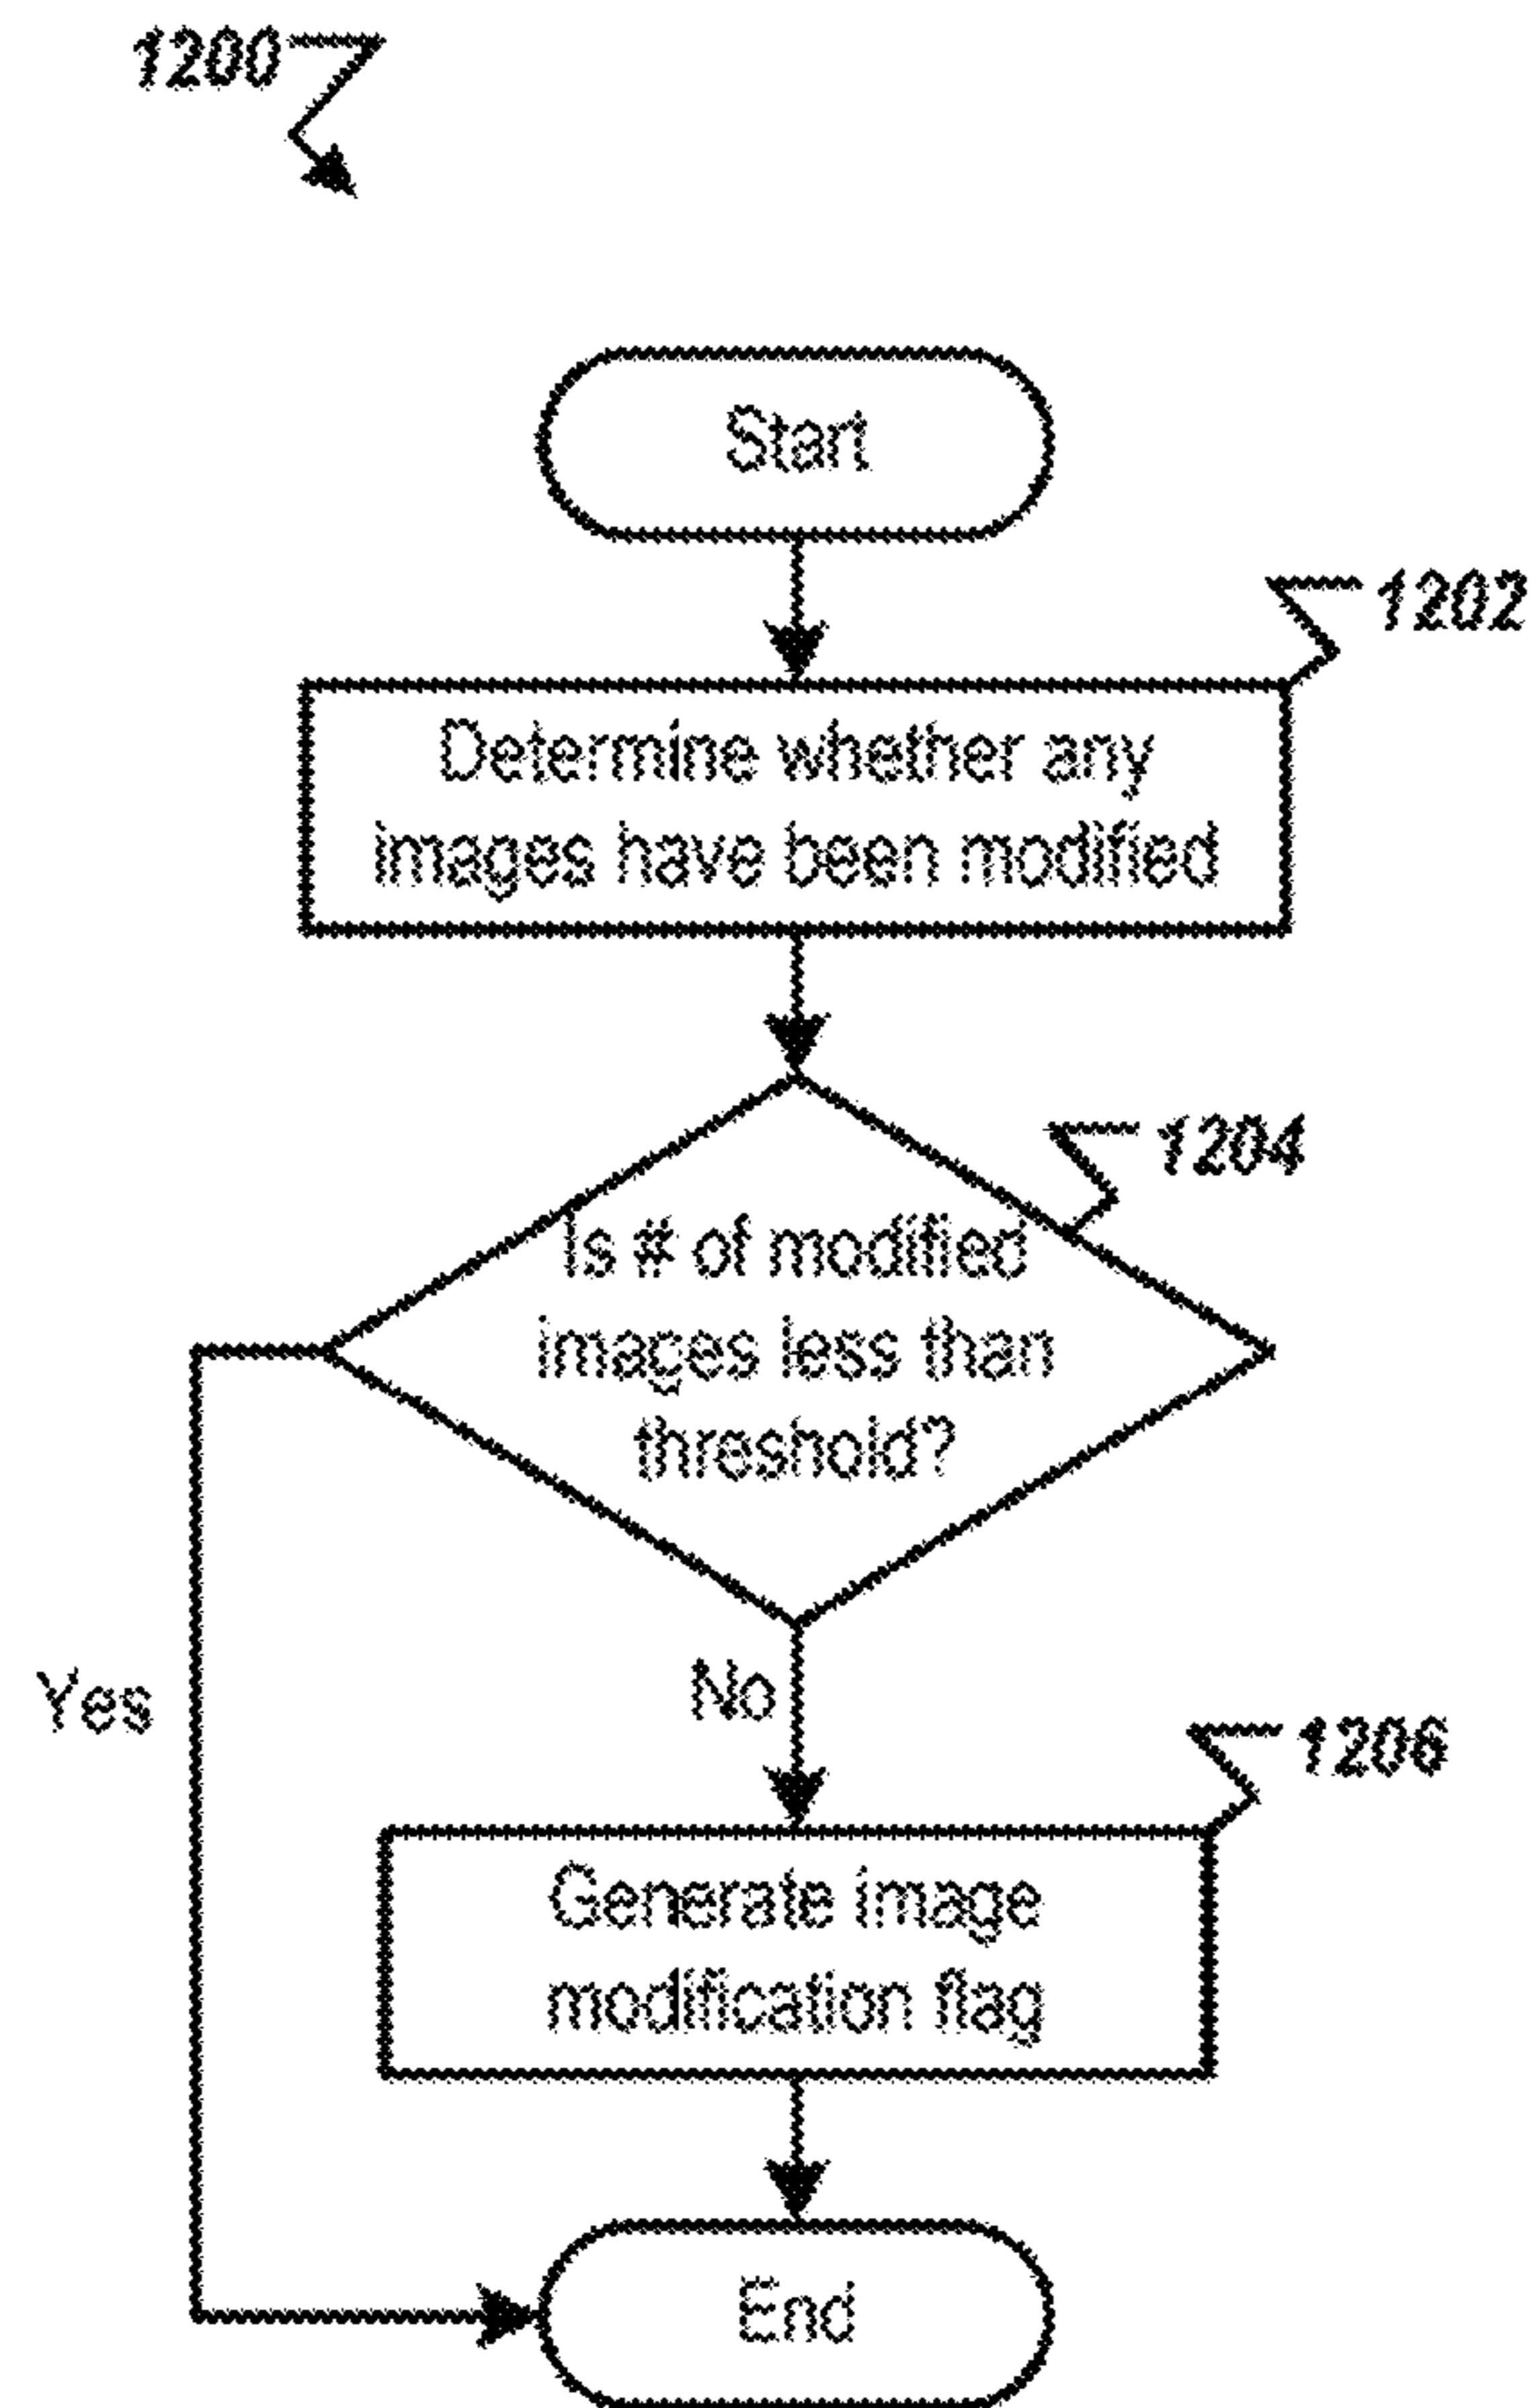 1200
Start
1202
Determine whether any
images have been modified
1204
Is # of modified
images less than
threshold?
Yes
No
1206
Generate image
modification flag
End